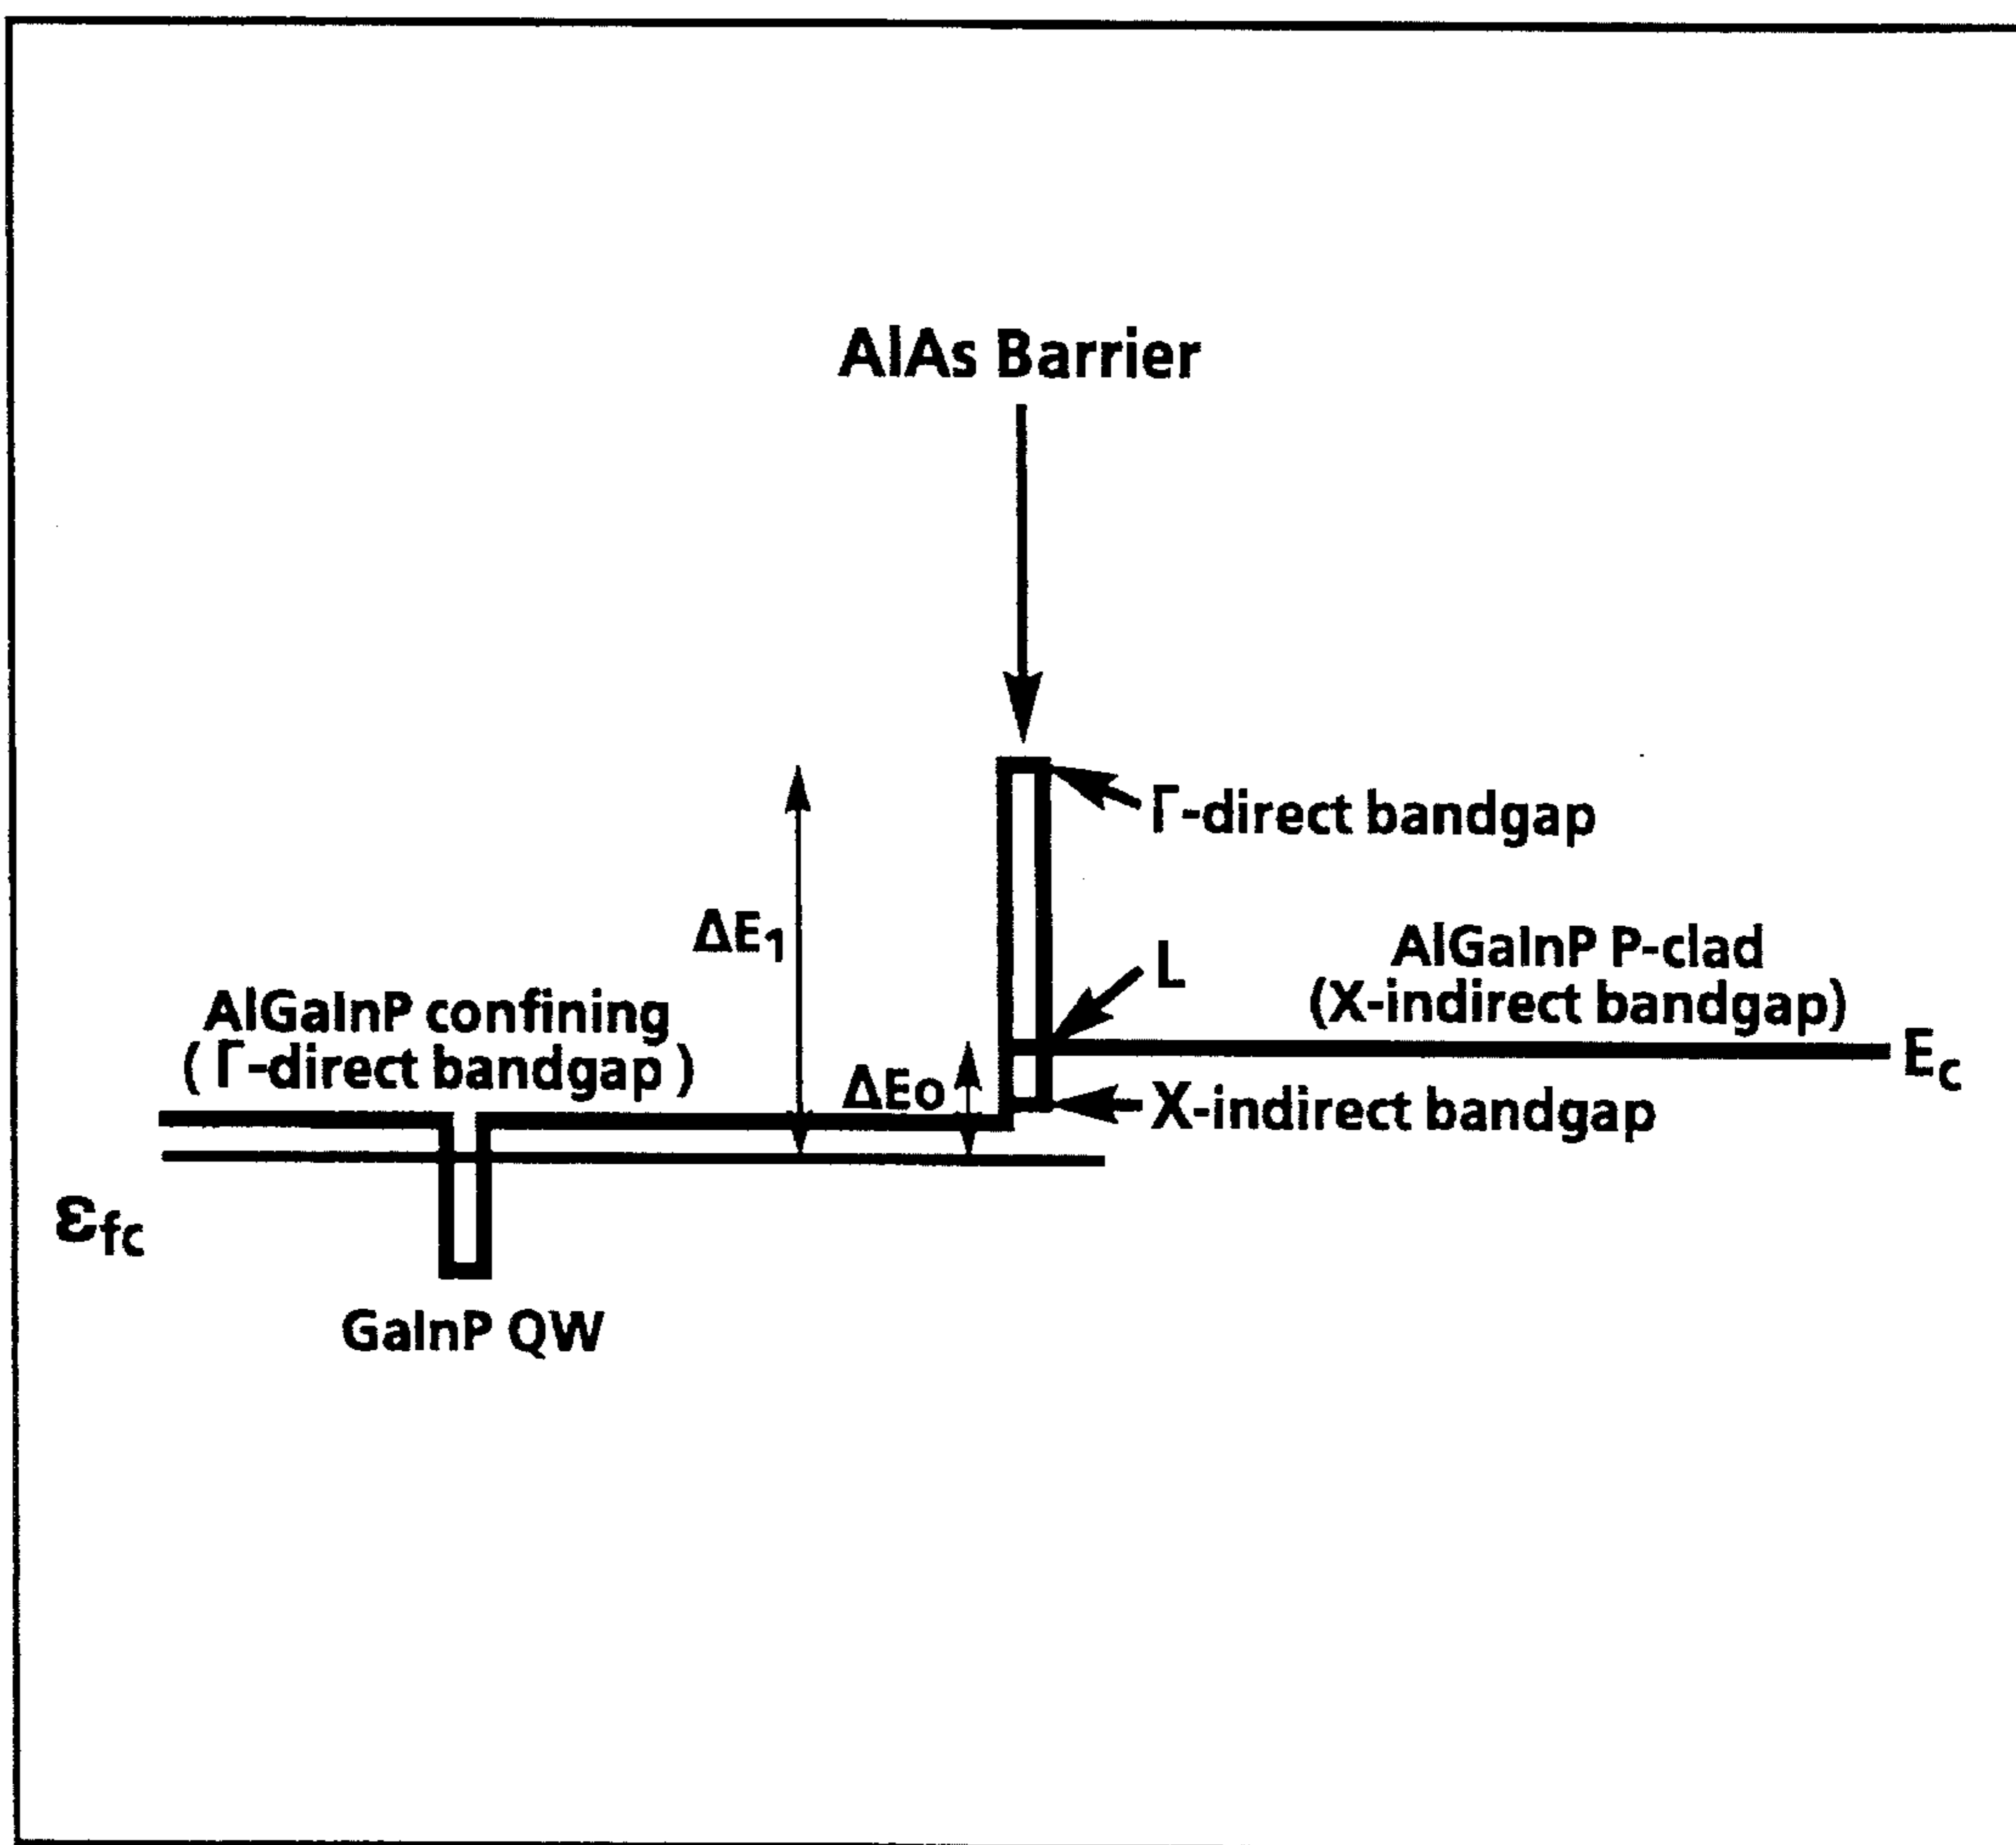 AlAs Barrier
Γ-direct bandgap
ΔE1
L
AlGaInP P-clad
(X-indirect bandgap)
AlGaInP confining
( Γ-direct bandgap )
Ec
ΔEo
X-indirect bandgap
εfc
GaInP QW